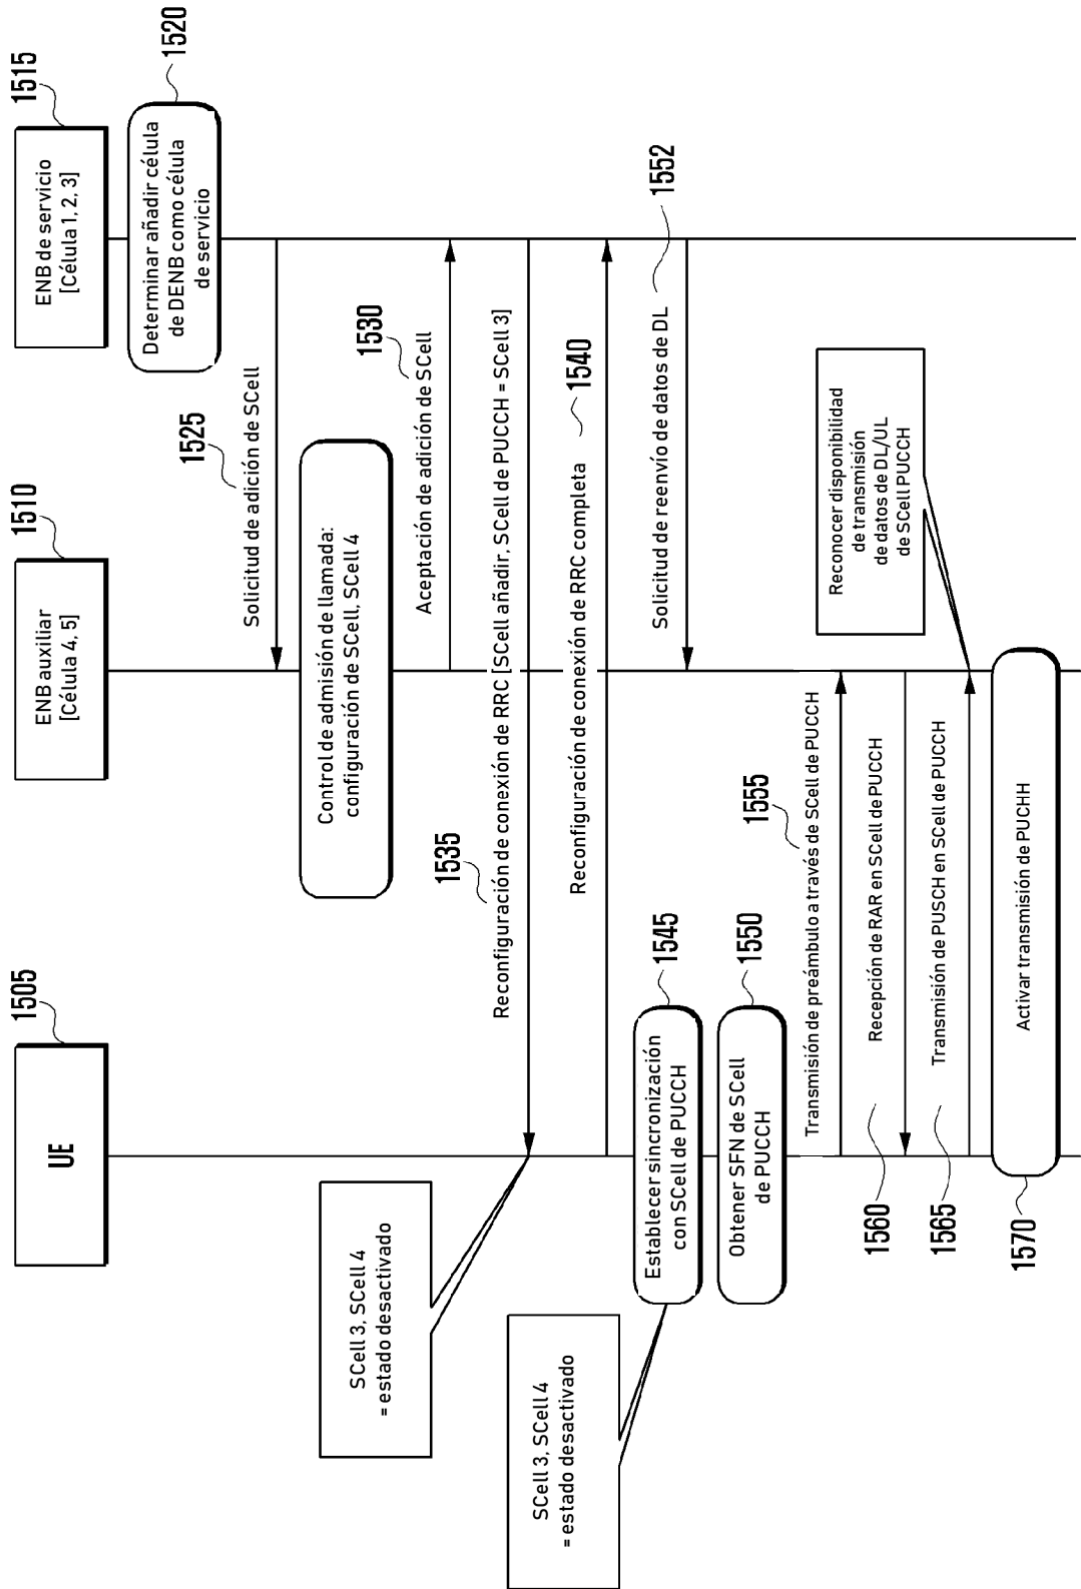 UE
1505
ENB auxiliar
[Célula 4, 5]
1510
ENB de servicio
[Célula 1, 2, 3]
1515
Determinar añadir célula
de DENB como célula
de servicio
1520
1525
Solicitud de adición de SCell
Control de admisión de llamada:
configuración de SCell, SCell 4
1530
Aceptación de adición de SCell
SCell 3, SCell 4
= estado desactivado
1535
Reconfiguración de conexión de RRC [SCell añadir, SCell de PUCCH = SCell 3]
Reconfiguración de conexión de RRC completa
1540
SCell 3, SCell 4
= estado desactivado
Establecer sincronización
con SCell de PUCCH
1545
Solicitud de reenvío de datos de DL
1552
Obtener SFN de SCell
de PUCCH
1550
Transmisión de preámbulo a través de SCell de PUCCH
1555
1560
Recepción de RAR en SCell de PUCCH
Reconocer disponibilidad
de transmisión
de datos de DL/UL
de SCell PUCCH
1565
Transmisión de PUSCH en SCell de PUCCH
1570
Activar transmisión de PUCHH